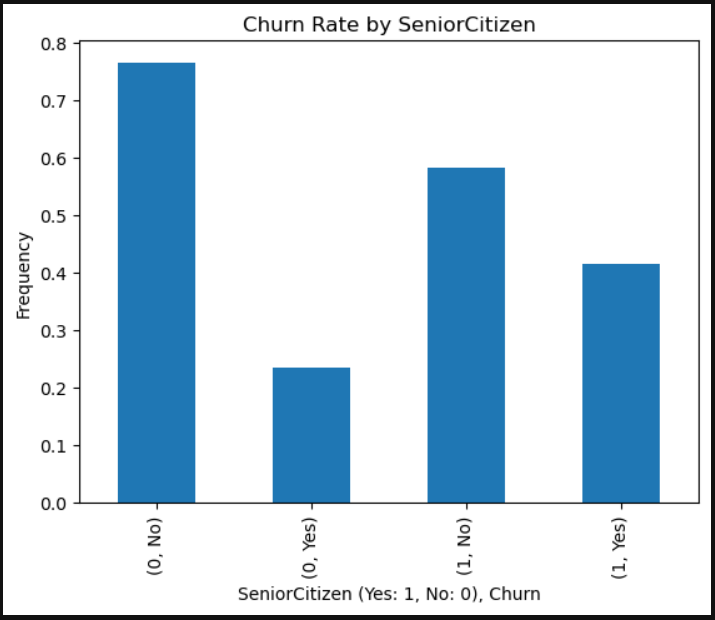 Churn Rate by SeniorCitizen
Frequency
0.8
0.7
0.6
0.5
0.4
0.3
0.2
0.1
0.0
(0, No)
(0, Yes)
(1, No)
(1, Yes)
SeniorCitizen (Yes: 1, No: 0), Churn